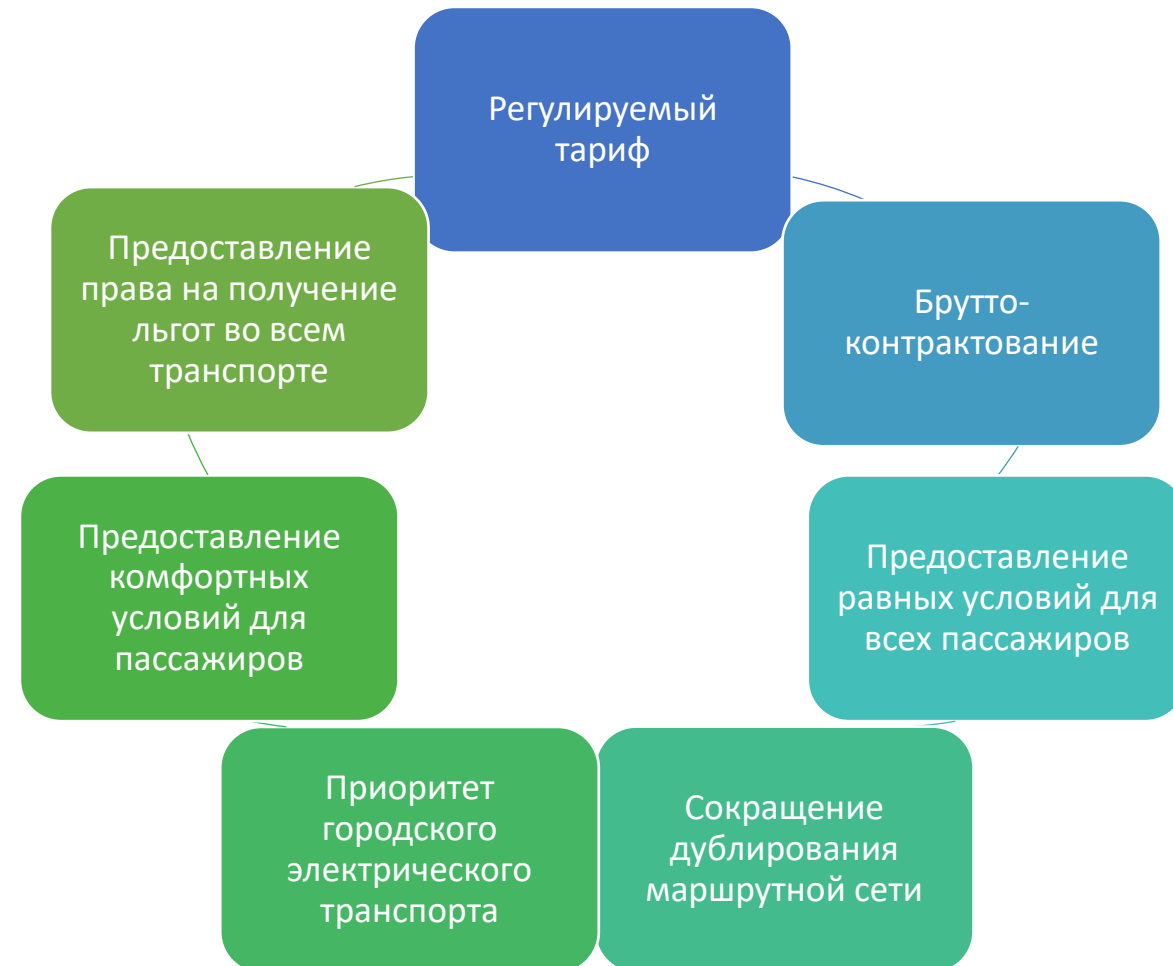 Регулируемый
тариф
Брутто-
контрактование
Предоставление
равных условий для
всех пассажиров
Сокращение
дублирования
маршрутной сети
Приоритет
городского
электрического
транспорта
Предоставление
комфортных
условий для
пассажиров
Предоставление
права на получение
льгот во всем
транспорте